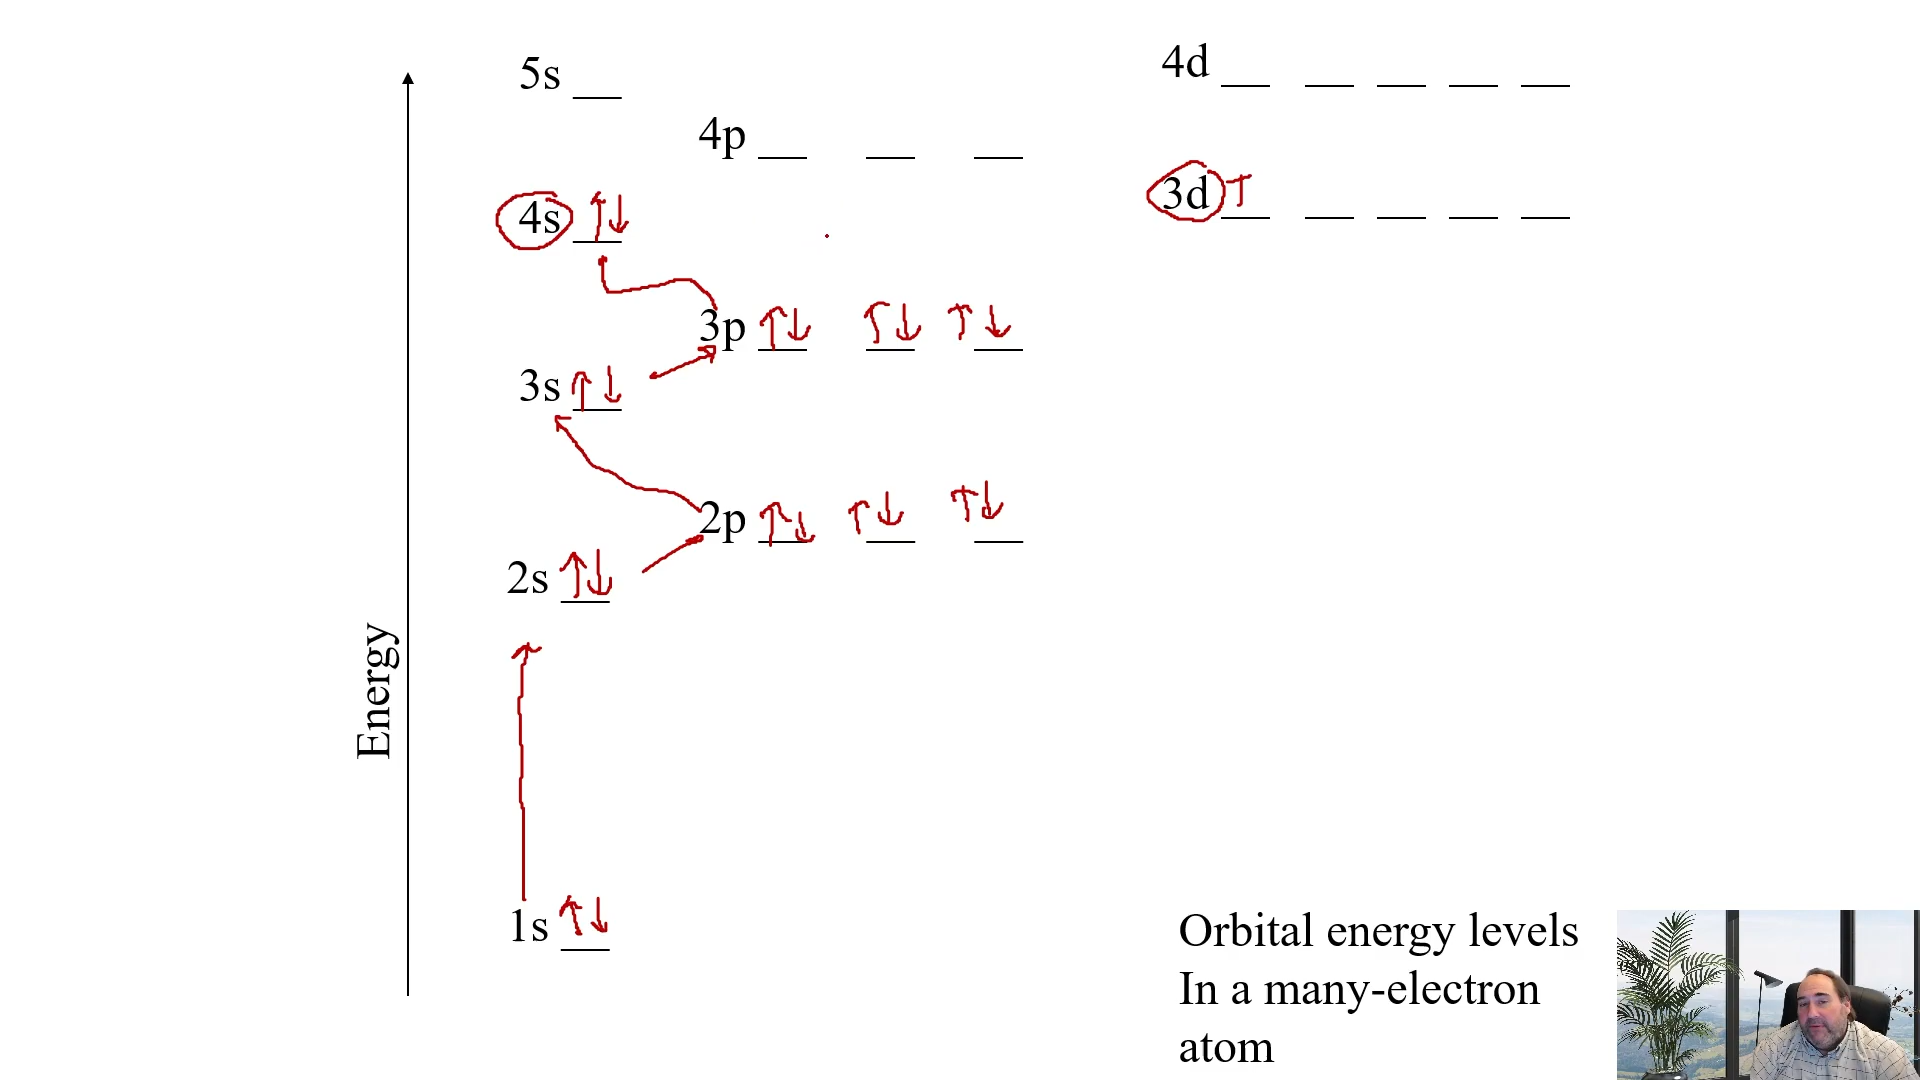 5s
4d
4p
3d
4s
3p
3s
2p
2s
Energy
1s
Orbital energy levels
In a many-electron
atom